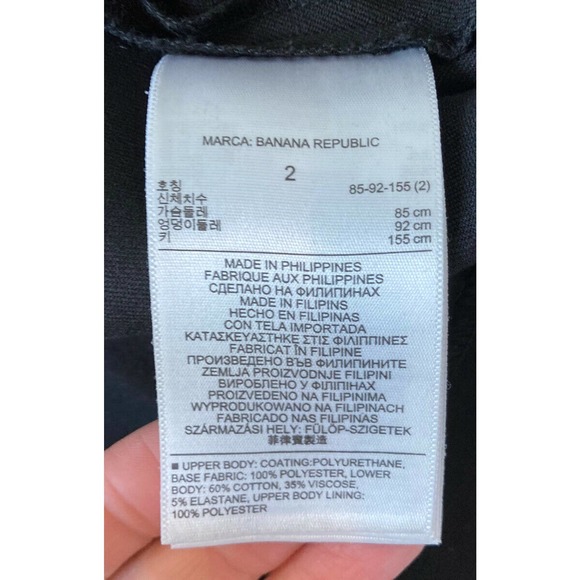 MARCA: BANANA REPUBLIC
2
호칭 85-92-155 (2)
신체치수
가슴둘레 85 cm
엉덩이둘레 92 cm
키 155 cm
MADE IN PHILIPPINES
FABRIQUE AUX PHILIPPINES
СДЕЛАНО НА ФИЛИПИНАХ
MADE IN FILIPINS
HECHO EN FILIPINAS
CON TELA IMPORTADA
ΚΑΤΑΣΚΕΥΑΣΤΗΚΕ ΣΤΙΣ ΦΙΛΙΠΠΙΝΕΣ
FABRICAT ÎN FILIPINE
ПРОИЗВЕДЕНО ВЪВ ФИЛИПИНИТЕ
ZEMLJA PROIZVODNJE FILIPINI
ВИРОБЛЕНО У ФІЛІПІНАХ
PROIZVEDENO NA FILIPINIMA
WYPRODUKOWANO NA FILIPINACH
FABRICADO NAS FILIPINAS
SZÁRMAZÁSI HELY: FÜLÖP-SZIGETEK
菲律賓製造
■ UPPER BODY: COATING:POLYURETHANE,
BASE FABRIC: 100% POLYESTER, LOWER
BODY: 60% COTTON, 35% VISCOSE,
5% ELASTANE, UPPER BODY LINING:
100% POLYESTER